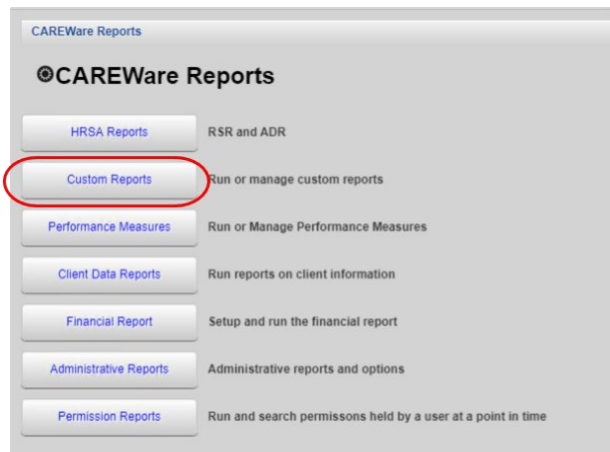 CAREWare Reports
CAREWare Reports
HRSA Reports RSR and ADR
Custom Reports Run or manage custom reports
Performance Measures Run or Manage Performance Measures
Client Data Reports Run reports on client information
Financial Report Setup and run the financial report
Administrative Reports Administrative reports and options
Permission Reports Run and search permissons held by a user at a point in time